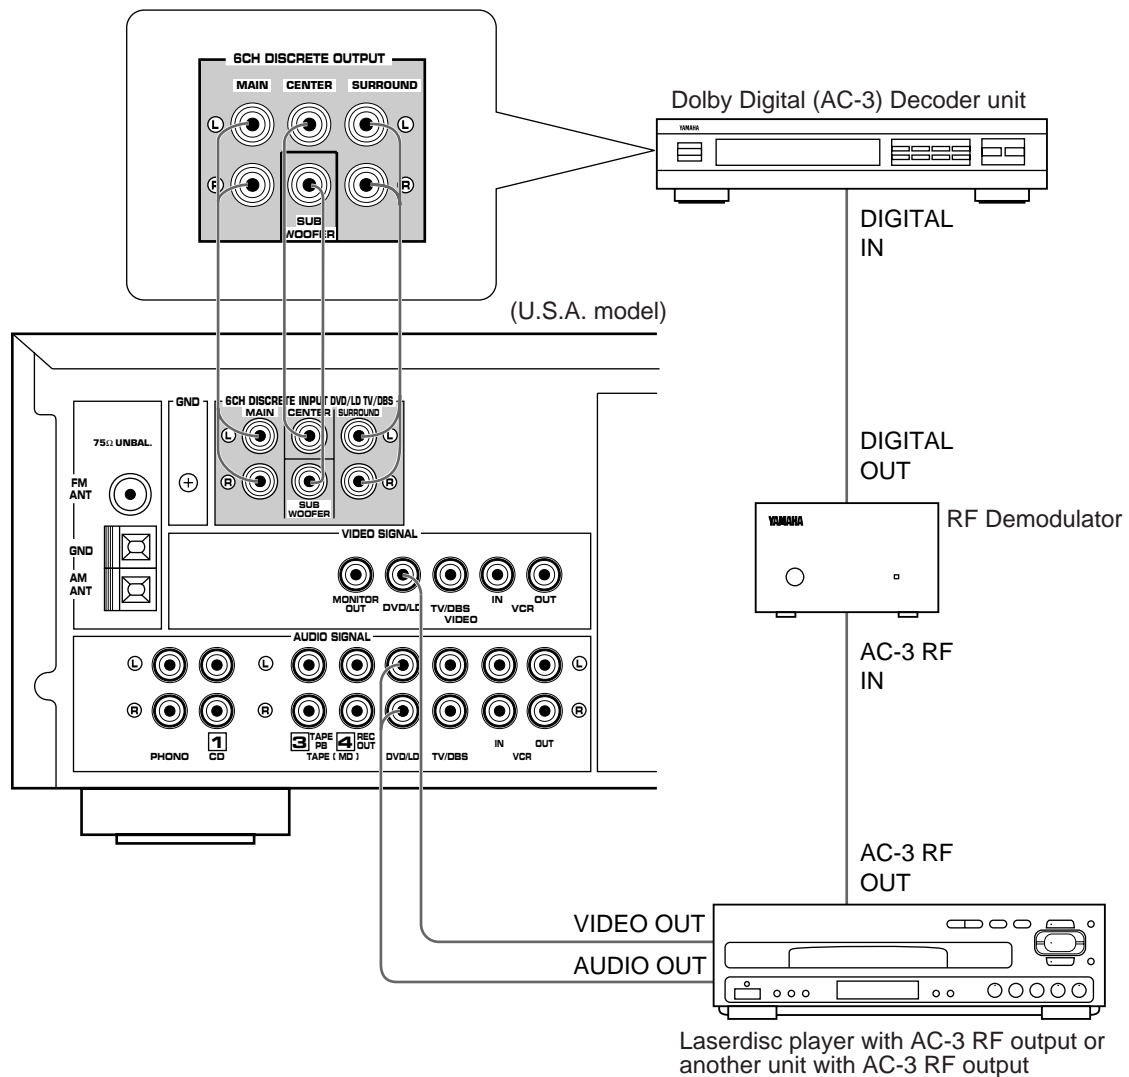 6CH DISCRETE OUTPUT
MAIN CENTER SURROUND
L L
R R
SUB
WOOFER
Dolby Digital (AC-3) Decoder unit
YAMAHA
DIGITAL
IN
(U.S.A. model)
GND
6CH DISCRETE INPUT DVD/LD TV/DBS
MAIN CENTER SURROUND
L L
R R
SUB
WOOFER
75Ω UNBAL.
FM
ANT
GND
AM
ANT
VIDEO SIGNAL
MONITOR
OUT
DVD/LD
TV/DBS
VIDEO
IN OUT
VCR
AUDIO SIGNAL
L L L
R R R
PHONO
1
CD
3 TAPE
PB
4 REC
OUT
TAPE ( MD )
DVD/LD
TV/DBS
IN OUT
VCR
DIGITAL
OUT
YAMAHA
RF Demodulator
AC-3 RF
IN
AC-3 RF
OUT
VIDEO OUT
AUDIO OUT
Laserdisc player with AC-3 RF output or
another unit with AC-3 RF output